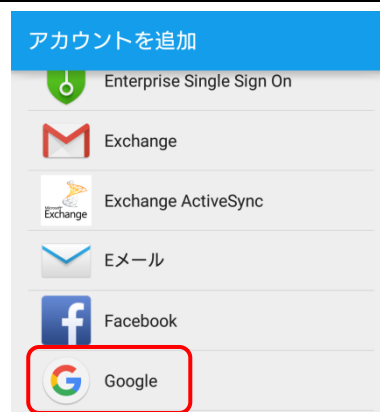 アカウントを追加
Enterprise Single Sign On
Exchange
Exchange ActiveSync
Microsoft
Exchange
Eメール
Facebook
Google